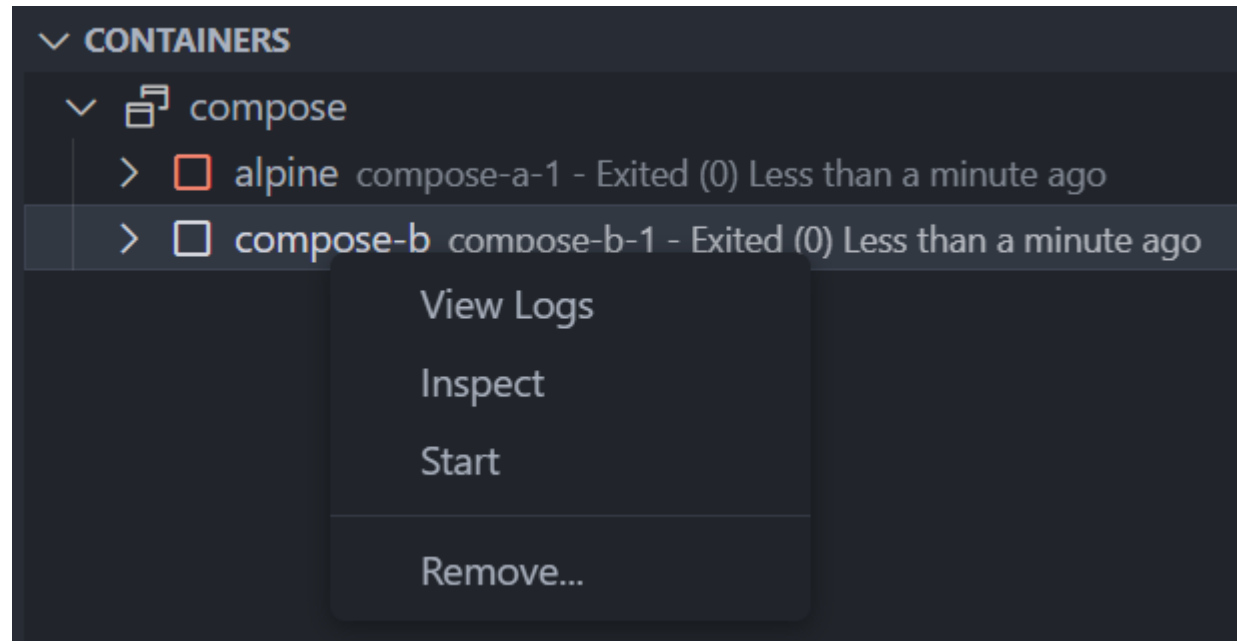 CONTAINERS
compose
alpine compose-a-1 - Exited (0) Less than a minute ago
compose-b compose-b-1 - Exited (0) Less than a minute ago
View Logs
Inspect
Start
Remove...